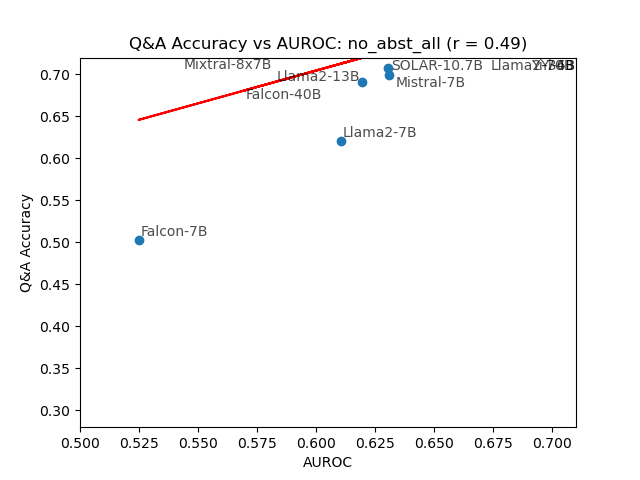 Q&A Accuracy vs AUROC: no_abst_all (r = 0.49)
Mixtral-8x7B
SOLAR-10.7B
Llama2-13B
Mistral-7B
Falcon-40B
Llama2-7B
Falcon-7B
0.70
0.65
0.60
0.55
0.50
0.45
0.40
0.35
0.30
Q&A Accuracy
0.500
0.525
0.550
0.575
0.600
0.625
0.650
0.675
0.700
AUROC